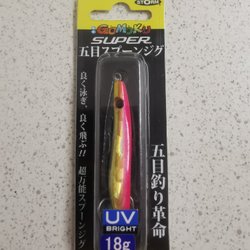 STORM
GoMoKu
SUPER
五目スプーンジグ
良く泳ぎ、良く飛ぶ!!
超万能スプーンジグ
五目釣り革命
UV
BRIGHT
18g